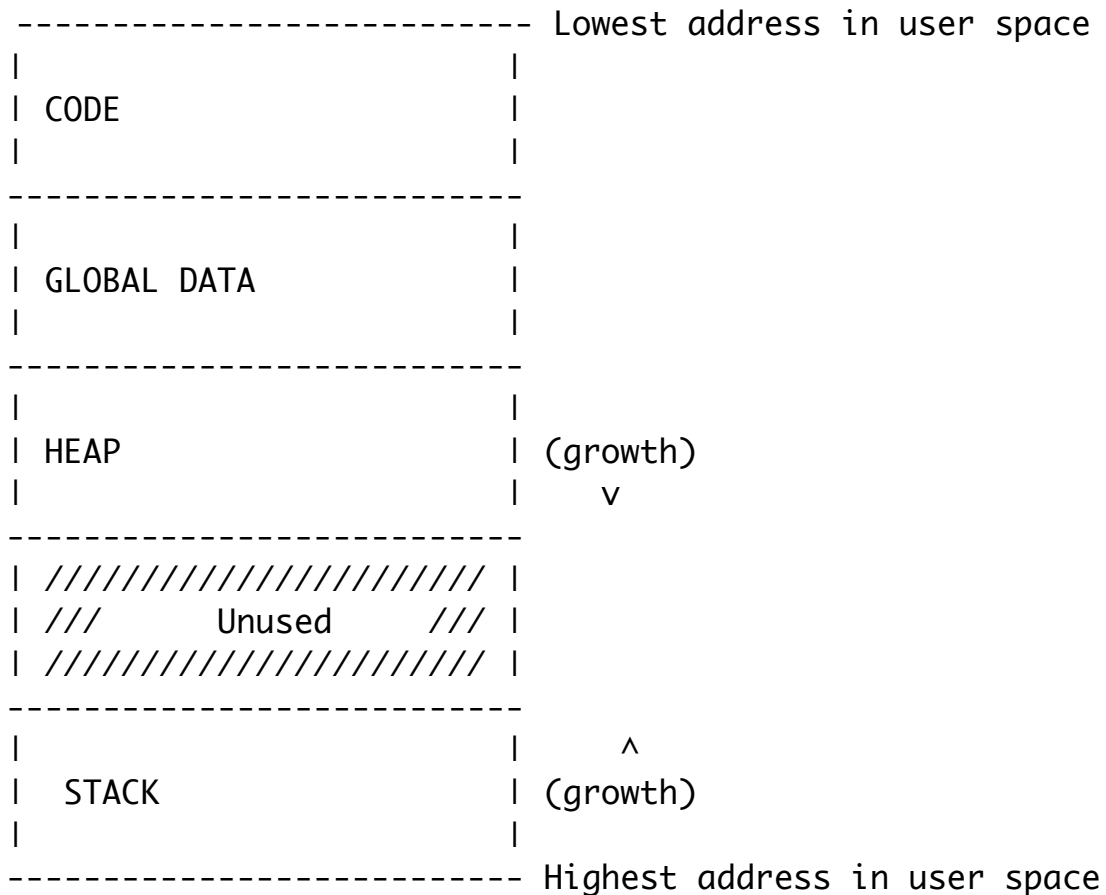 --------------------------- Lowest address in user space
|                          |
| CODE                     |
|                          |
---------------------------
|                          |
| GLOBAL DATA              |
|                          |
---------------------------
|                          |
| HEAP                     | (growth)
|                          |    v
---------------------------
| /////////////////////// |
| ///      Unused     /// |
| /////////////////////// |
---------------------------
|                          |     ^
|  STACK                   | (growth)
|                          |
--------------------------- Highest address in user space